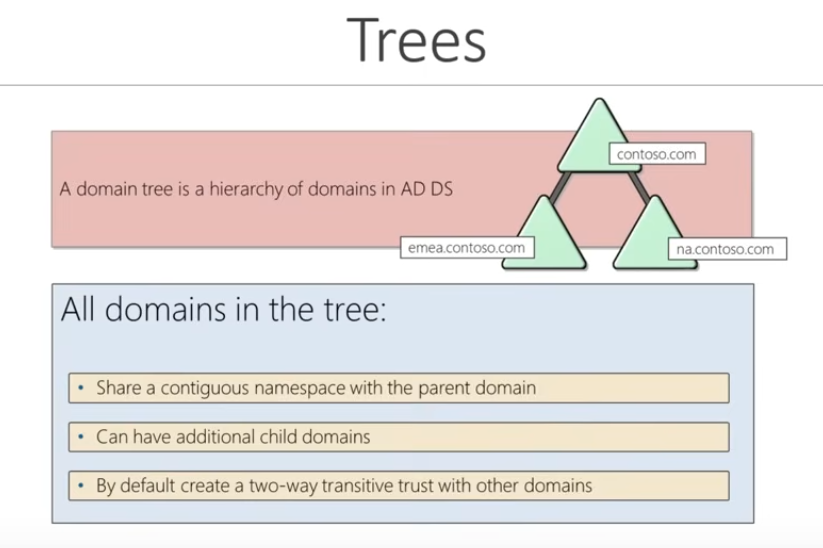 Trees
A domain tree is a hierarchy of domains in AD DS
contoso.com
emea.contoso.com
na.contoso.com
All domains in the tree:
• Share a contiguous namespace with the parent domain
• Can have additional child domains
• By default create a two-way transitive trust with other domains